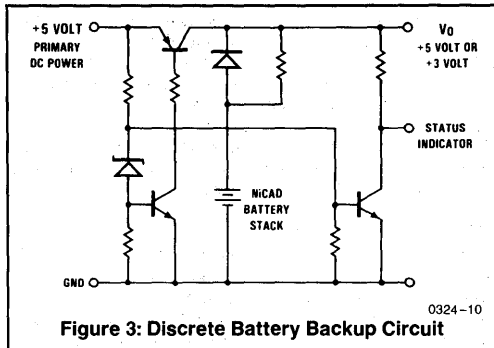 +5 VOLT
PRIMARY
DC POWER
V0
+5 VOLT OR
+3 VOLT
STATUS
INDICATOR
NiCAD
BATTERY
STACK
GND
0324-10
Figure 3: Discrete Battery Backup Circuit